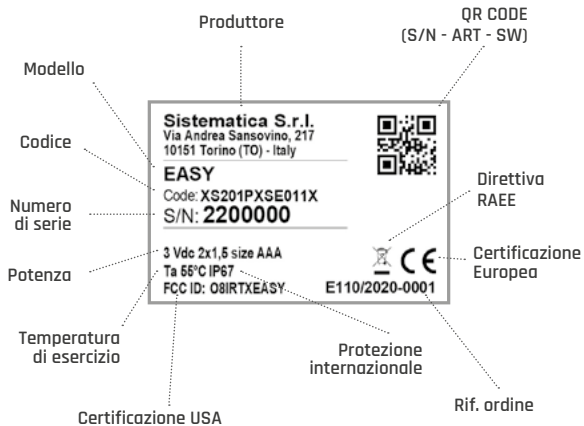 Produttore
QR CODE
(S/N - ART - SW)
Modello
Codice
Numero
di serie
Potenza
Temperatura
di esercizio
Certificazione USA
Sistematica S.r.l.
Via Andrea Sansovino, 217
10151 Torino (TO) - Italy
EASY
Code: XS201PXSE011X
S/N: 2200000
3 Vdc 2x1,5 size AAA
Ta 55°C IP67
FCC ID: O8IRTXEASY
CE
E110/2020-0001
Direttiva
RAEE
Certificazione
Europea
Protezione
internazionale
Rif. ordine